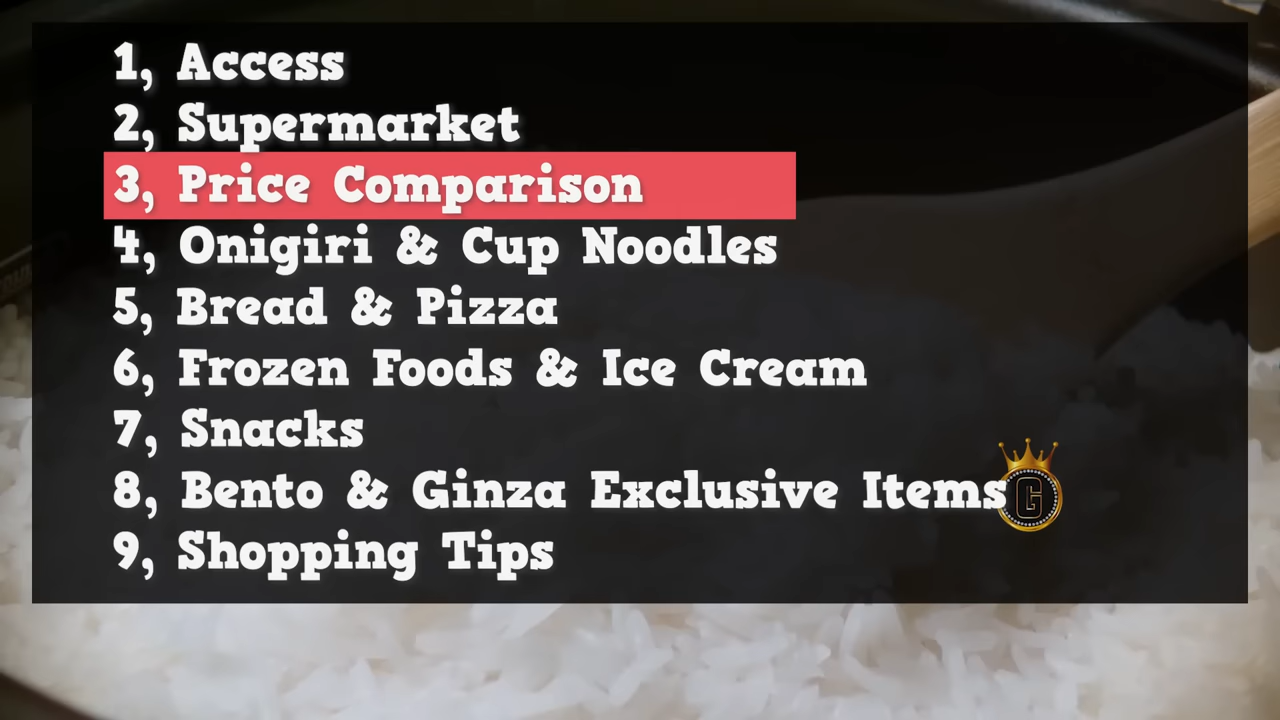 1, Access
2, Supermarket
3, Price Comparison
4, Onigiri & Cup Noodles
5, Bread & Pizza
6, Frozen Foods & Ice Cream
7, Snacks
8, Bento & Ginza Exclusive Items
G
9, Shopping Tips